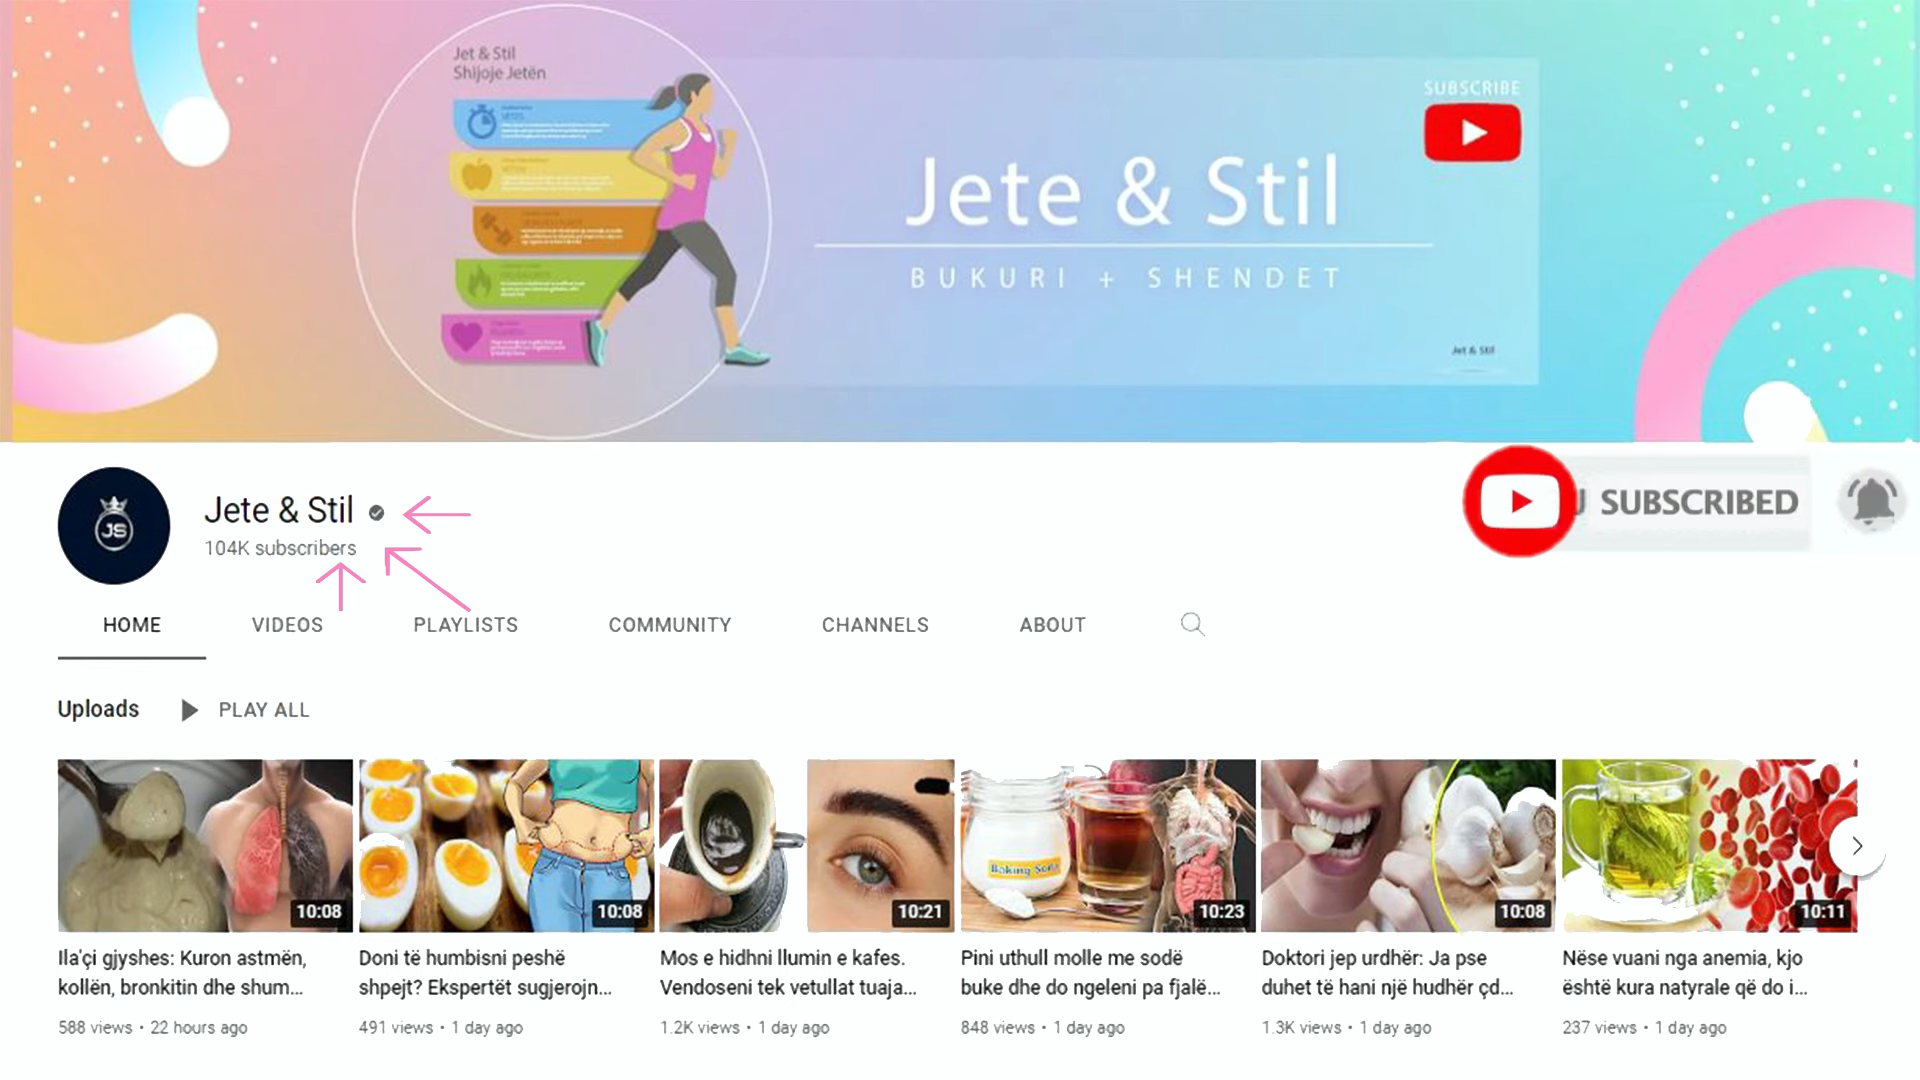 Jet & Stil
Shijoje Jetën
SUBSCRIBE
Jete & Stil
BUKURI + SHENDET
Jet & Stil
JS
Jete & Stil
104K subscribers
SUBSCRIBED
HOME
VIDEOS
PLAYLISTS
COMMUNITY
CHANNELS
ABOUT
Uploads
PLAY ALL
10:08
10:08
10:21
Baking Soda
10:23
10:08
10:11
Ila'çi gjyshes: Kuron astmën,
kollën, bronkitin dhe shum...
588 views • 22 hours ago
Doni të humbisni peshë
shpejt? Ekspertët sugjerojn...
491 views • 1 day ago
Mos e hidhni llumin e kafes.
Vendoseni tek vetullat tuaja...
1.2K views • 1 day ago
Pini uthull molle me sodë
buke dhe do ngeleni pa fjalë...
848 views • 1 day ago
Doktori jep urdhër: Ja pse
duhet të hani një hudhër çd...
1.3K views • 1 day ago
Nëse vuani nga anemia, kjo
është kura natyrale që do i...
237 views • 1 day ago